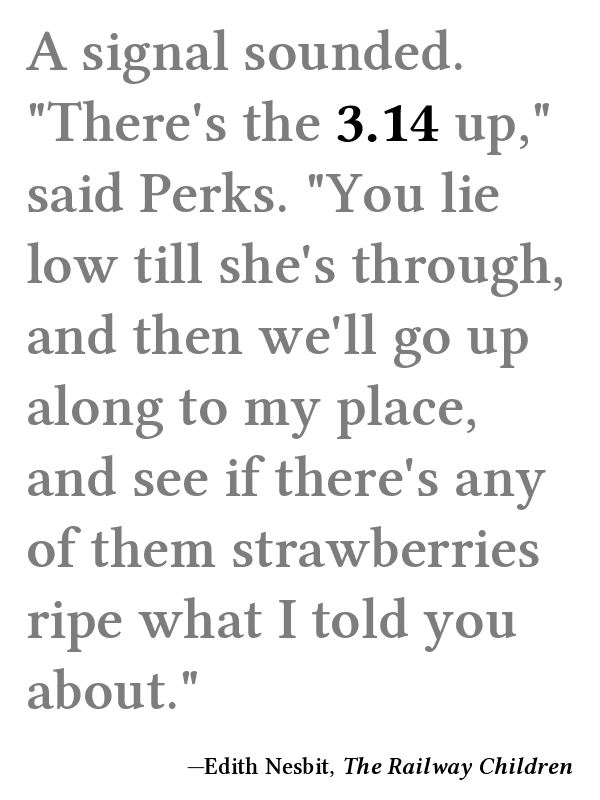 A signal sounded.
"There's the 3.14 up,"
said Perks. "You lie
low till she's through,
and then we'll go up
along to my place,
and see if there's any
of them strawberries
ripe what I told you
about."
—Edith Nesbit, The Railway Children